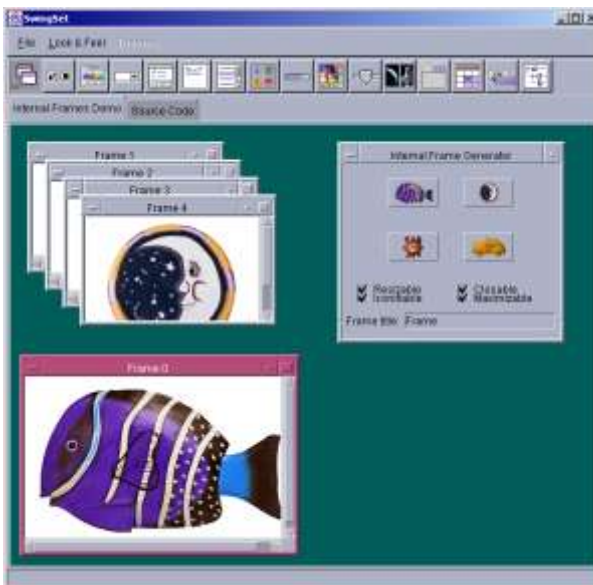 SwingSet
File Look & Feel Themes
Internal Frames Demo Source Code
Frame 1
Frame 2
Frame 3
Frame 4
Internal Frame Generator
Resizable Closable
Iconifiable Maximizable
Frame title: Frame
Frame 0